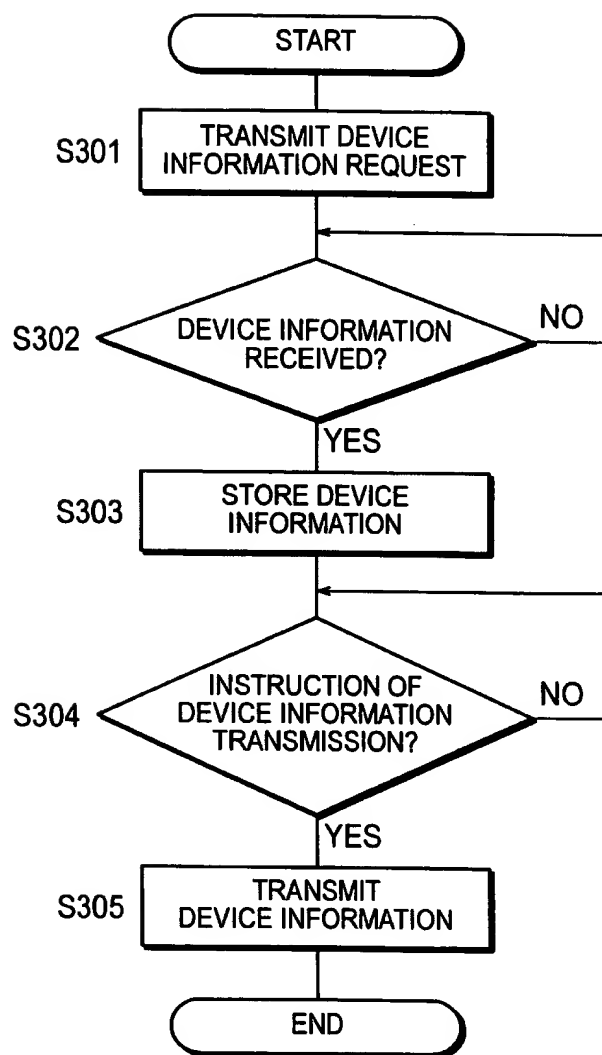 START
S301
TRANSMIT DEVICE
INFORMATION REQUEST
S302
DEVICE INFORMATION
RECEIVED?
NO
YES
S303
STORE DEVICE
INFORMATION
S304
INSTRUCTION OF
DEVICE INFORMATION
TRANSMISSION?
NO
YES
S305
TRANSMIT
DEVICE INFORMATION
END